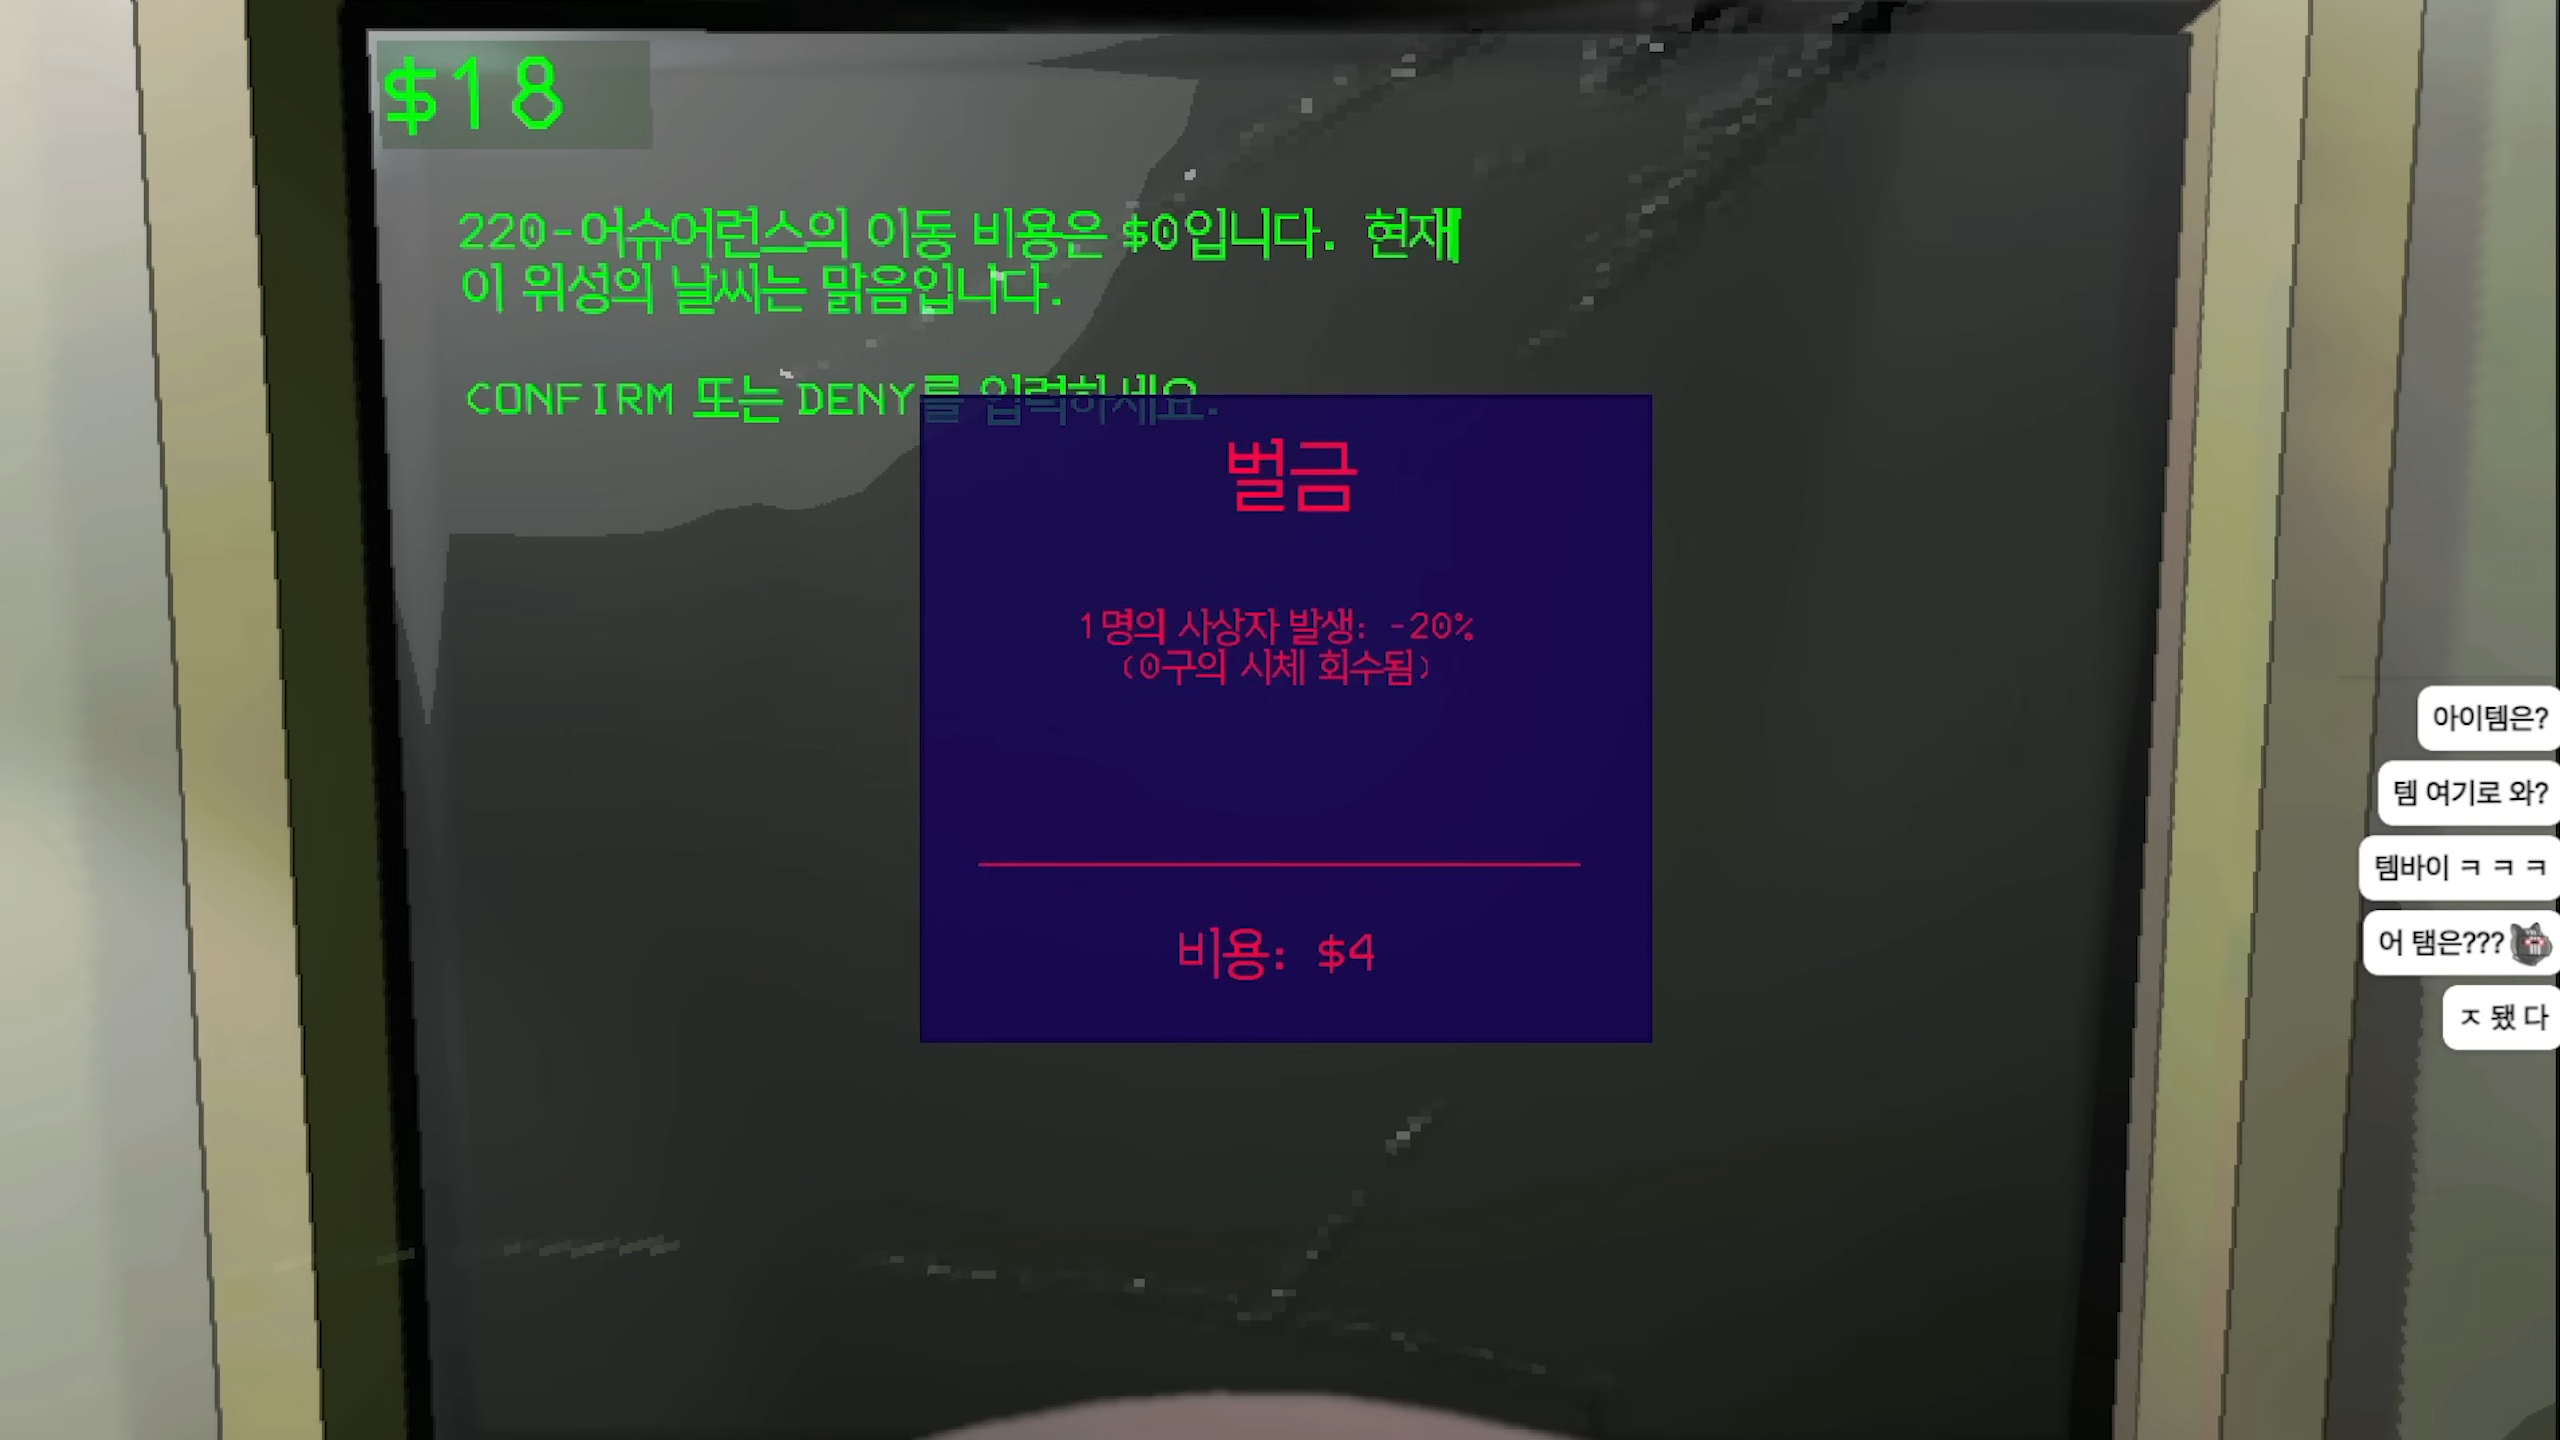 $18
220-어슈어런스의 이동 비용은 $0입니다. 현재
이 위성의 날씨는 맑음입니다.
CONFIRM 또는 DENY를 입력하세요.
벌금
1명의 사상자 발생: -20%
(0구의 시체 회수됨)
비용: $4
아이템은?
템 여기로 와?
템바이 ㅋㅋㅋ
어 탬은???
ㅈ됐다